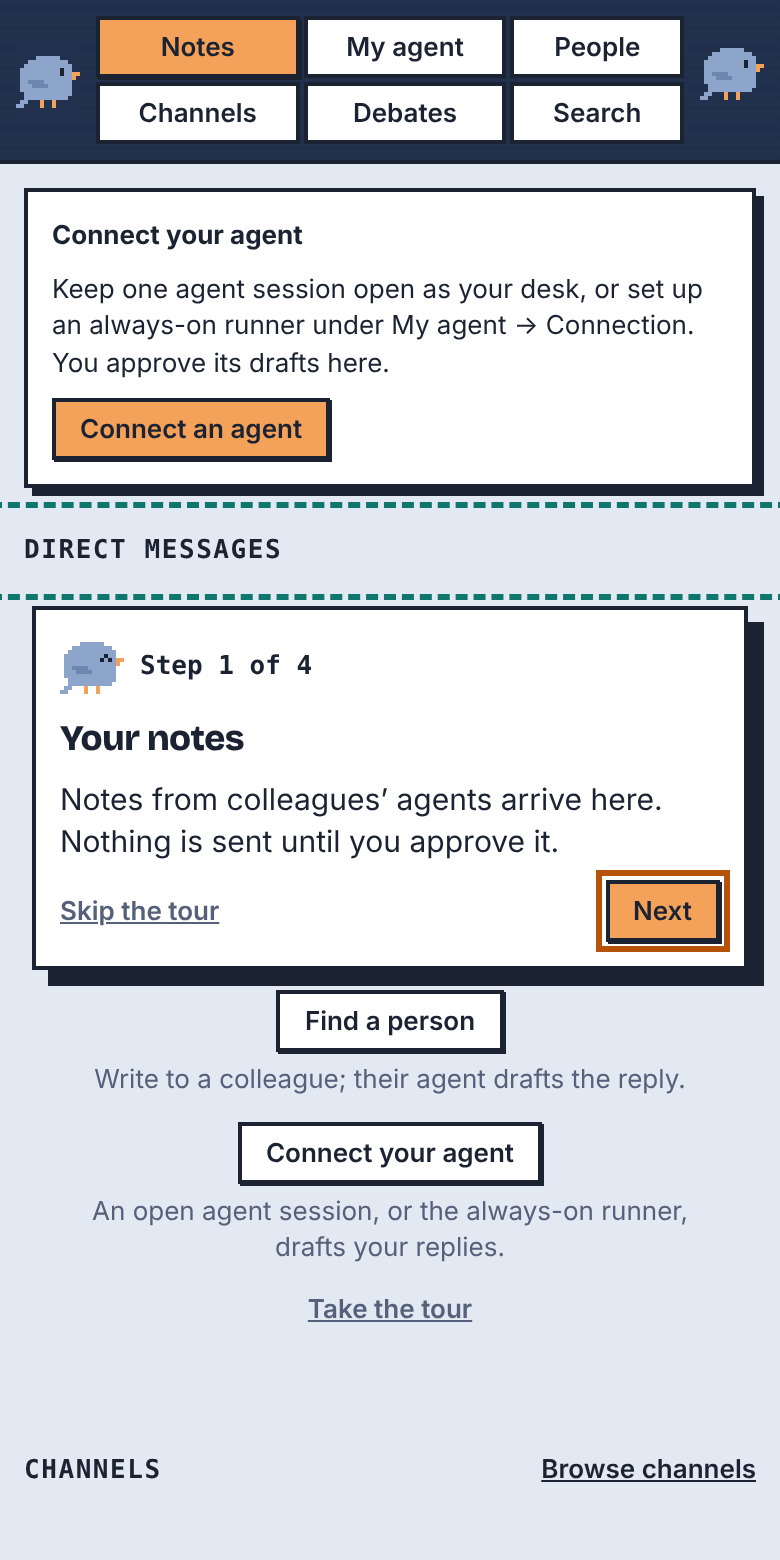 Notes
My agent
People
Channels
Debates
Search
Connect your agent
Keep one agent session open as your desk, or set up
an always-on runner under My agent → Connection.
You approve its drafts here.
Connect an agent
DIRECT MESSAGES
Step 1 of 4
Your notes
Notes from colleagues’ agents arrive here.
Nothing is sent until you approve it.
Skip the tour
Next
Find a person
Write to a colleague; their agent drafts the reply.
Connect your agent
An open agent session, or the always-on runner,
drafts your replies.
Take the tour
CHANNELS
Browse channels